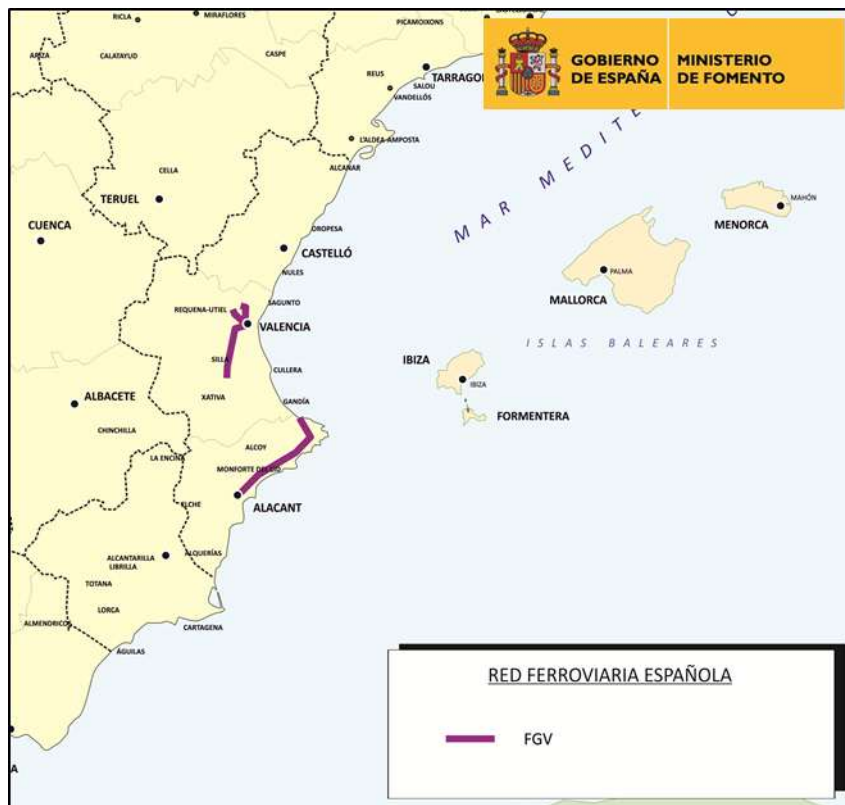 RICLA
MIRAFLORES
PICAMOIXONS
GOBIERNO
DE ESPAÑA
MINISTERIO
DE FOMENTO
ARIZA
CALATAYUD
CASPE
REUS
TARRAGO
SALOU
VANDELLÓS
L'ALDEA-AMPOSTA
ALCANAR
CELLA
TERUEL
MAR MEDITE
MAHÓN
MENORCA
CUENCA
OROPESA
CASTELLÓ
NULES
PALMA
MALLORCA
SAGUNTO
REQUENA-UTIEL
VALENCIA
ISLAS BALEARES
SILLA
CULLERA
IBIZA
IBIZA
XATIVA
GANDÍA
ALBACETE
FORMENTERA
CHINCHILLA
ALCOY
LA ENCINA
MONFORTE DEL CID
ELCHE
ALACANT
ALCANTARILLA
ALQUERÍAS
LIBRILLA
TOTANA
LORCA
ALMENDRICOS
CARTAGENA
ÁGUILAS
RED FERROVIARIA ESPAÑOLA
FGV
A